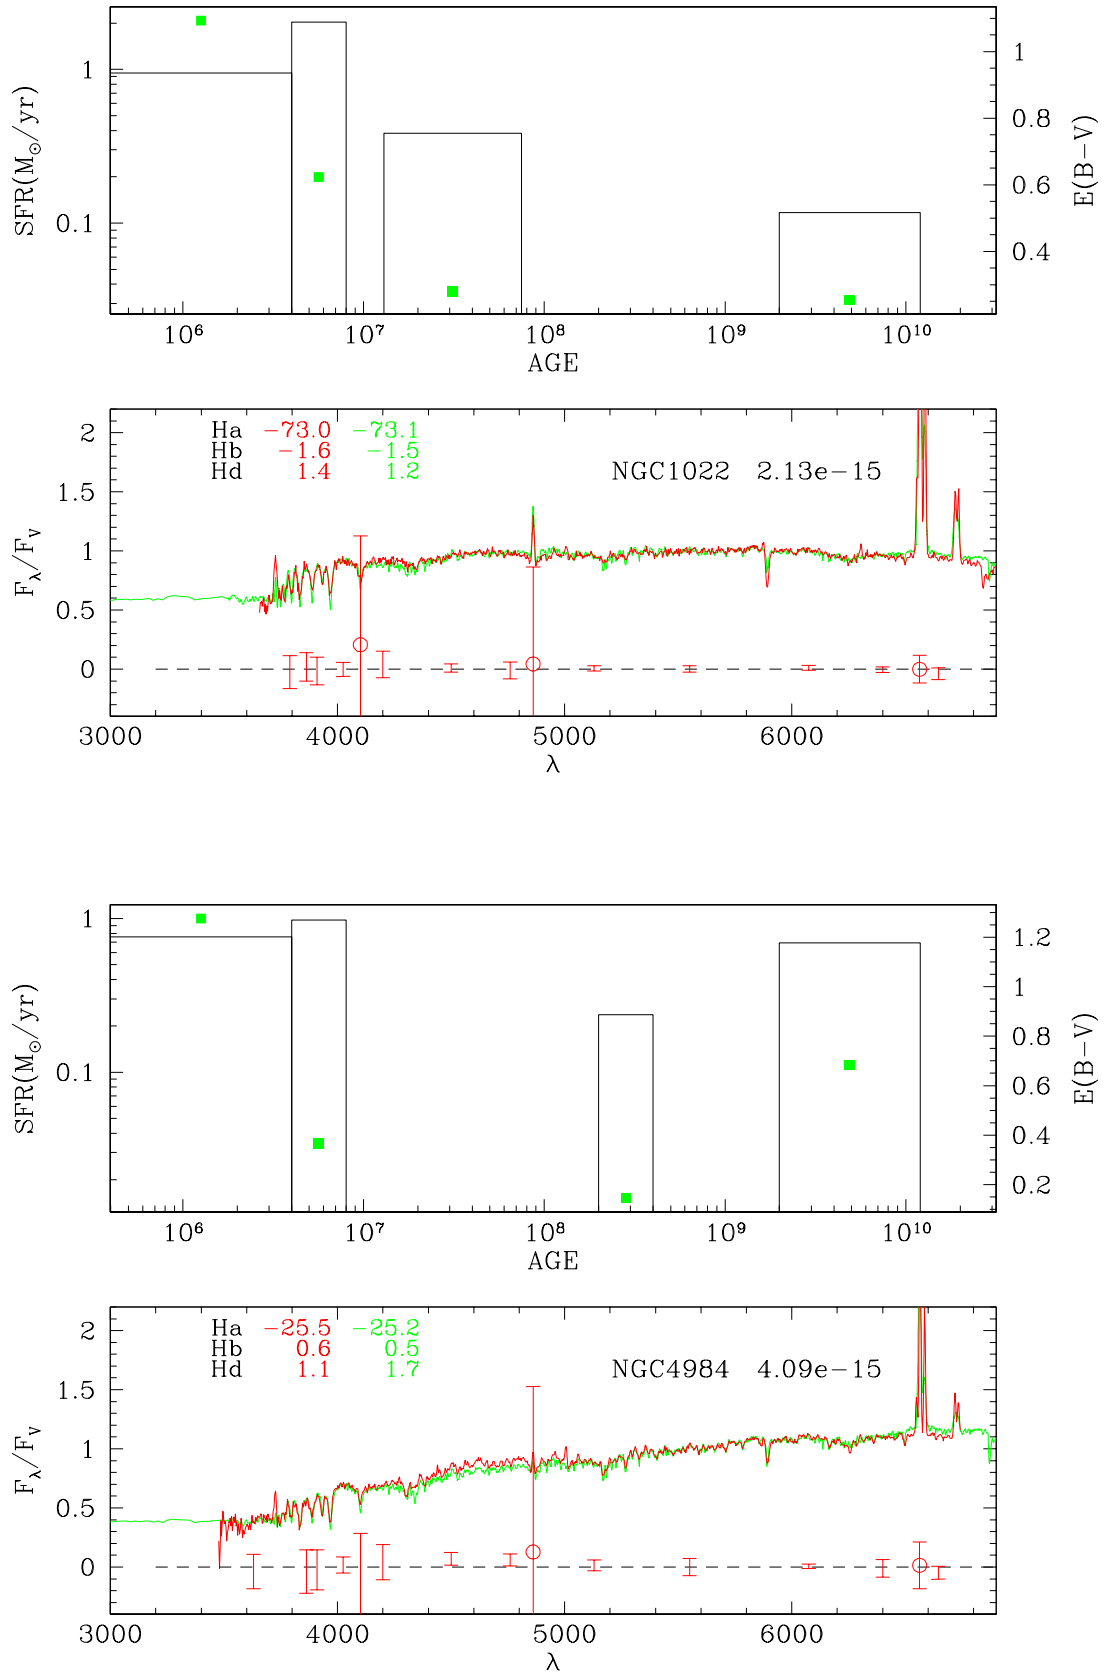 1
0.1
SFR(M⊙/yr)
1
0.8
0.6
0.4
E(B−V)
10⁶ 10⁷ 10⁸ 10⁹ 10¹⁰
AGE
Ha −73.0 −73.1
Hb −1.6 −1.5
Hd 1.4 1.2
NGC1022 2.13e−15
2
1.5
1
0.5
0
Fλ/FV
3000 4000 5000 6000
λ
1
0.1
SFR(M⊙/yr)
1.2
1
0.8
0.6
0.4
0.2
E(B−V)
10⁶ 10⁷ 10⁸ 10⁹ 10¹⁰
AGE
Ha −25.5 −25.2
Hb 0.6 0.5
Hd 1.1 1.7
NGC4984 4.09e−15
2
1.5
1
0.5
0
Fλ/FV
3000 4000 5000 6000
λ